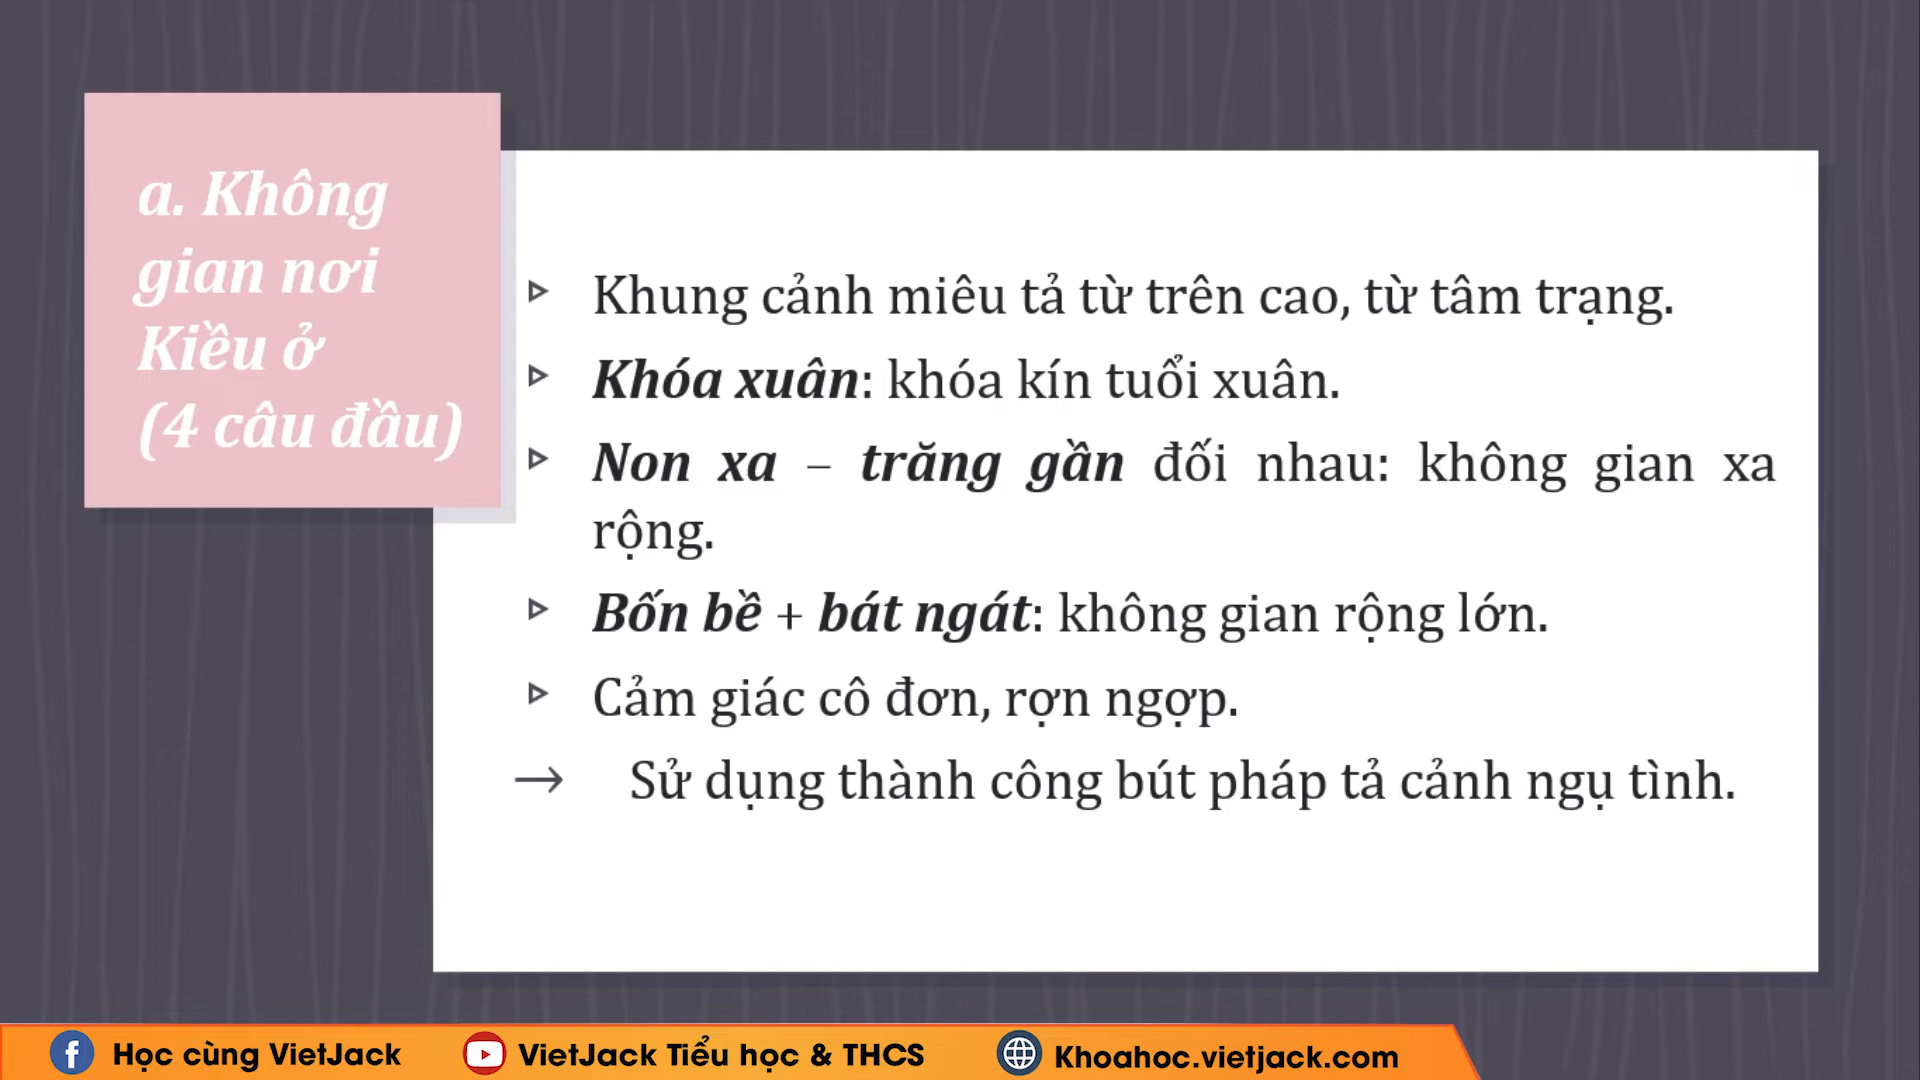 a. Không
gian nơi
Kiều ở
(4 câu đầu)
Khung cảnh miêu tả từ trên cao, từ tâm trạng.
Khóa xuân: khóa kín tuổi xuân.
Non xa – trăng gần đối nhau: không gian xa
rộng.
Bốn bề + bát ngát: không gian rộng lớn.
Cảm giác cô đơn, rợn ngợp.
→ Sử dụng thành công bút pháp tả cảnh ngụ tình.
Học cùng VietJack
VietJack Tiểu học & THCS
Khoahoc.vietjack.com